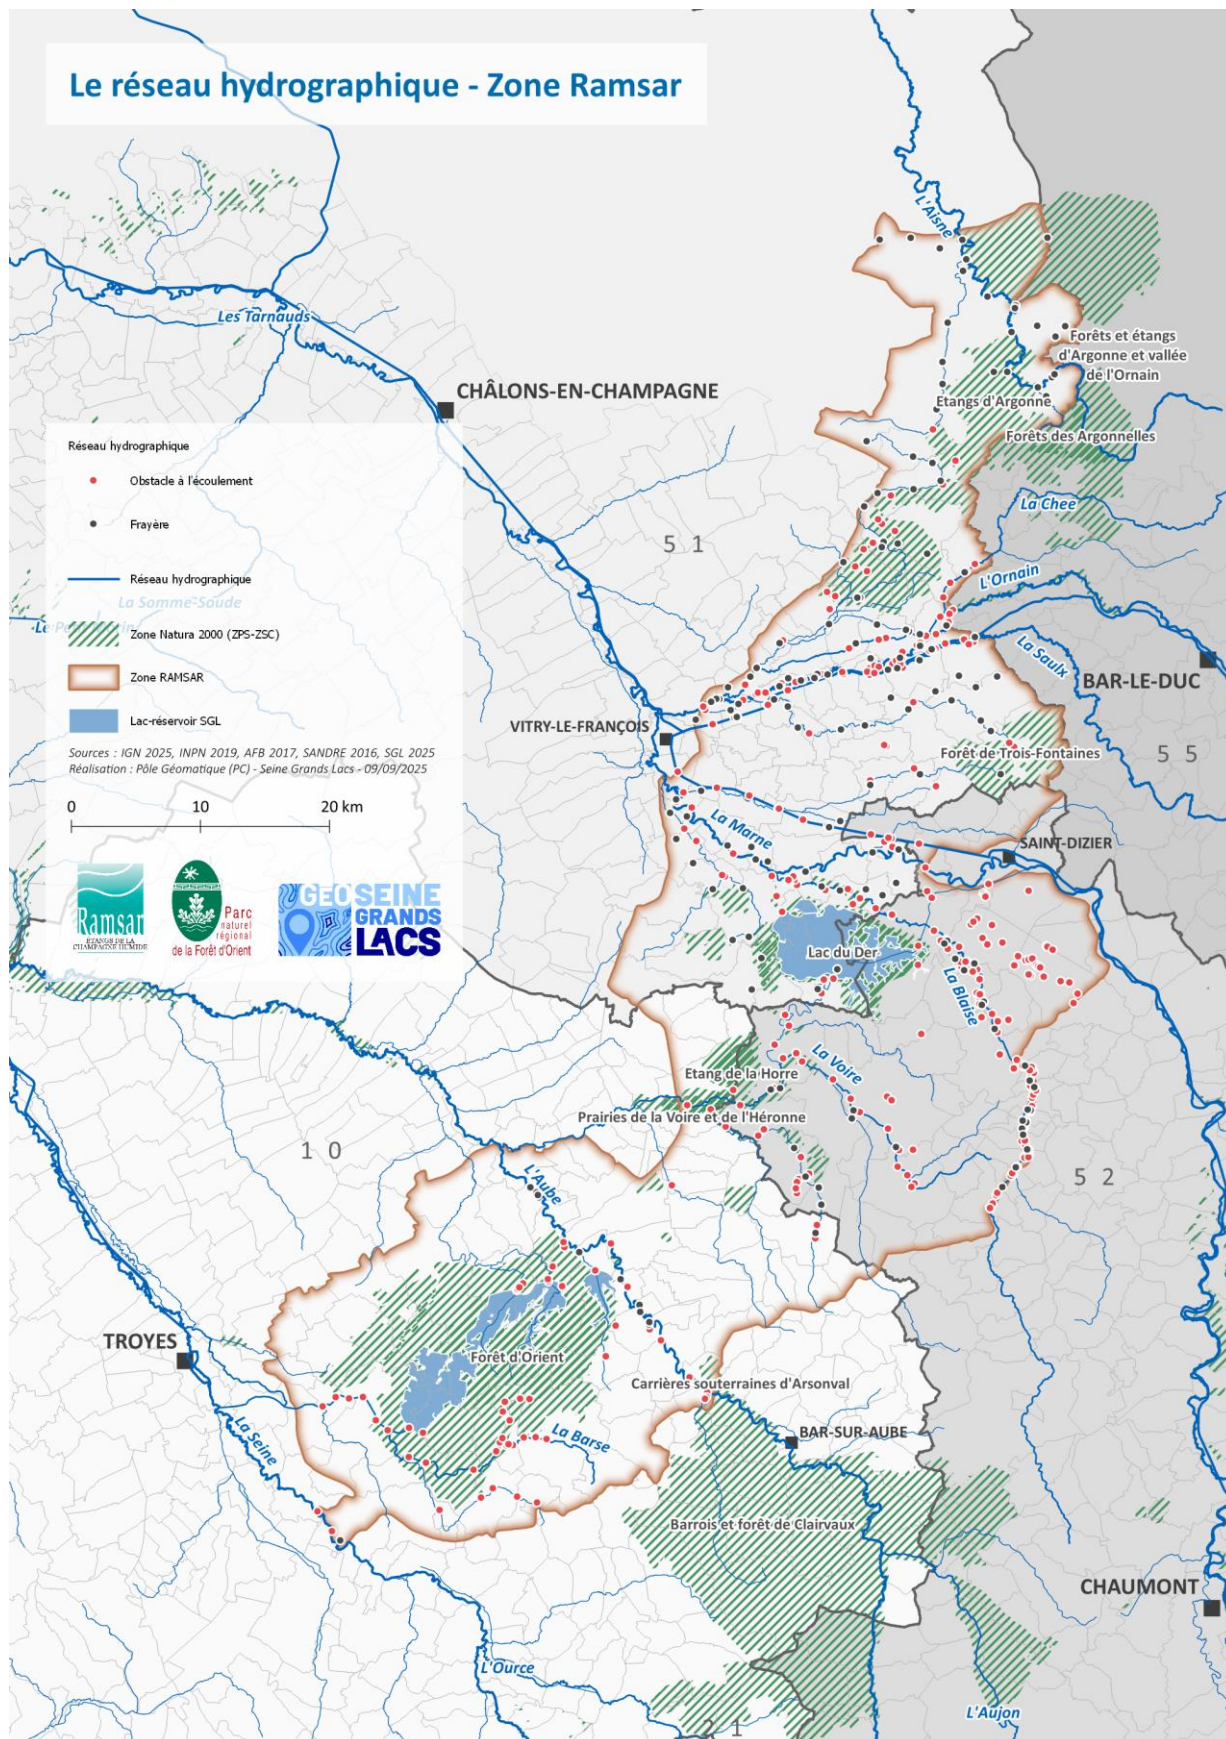 Le réseau hydrographique - Zone Ramsar
L'Aisne
Les Tarnauds
Forêts et étangs
d'Argonne et vallée
de l'Ornain
CHÂLONS-EN-CHAMPAGNE
Etangs d'Argonne
Forêts des Argonnelles
Réseau hydrographique
Obstacle à l'écoulement
Frayère
Réseau hydrographique
La Somme-Soude
Zone Natura 2000 (ZPS-ZSC)
Zone RAMSAR
Lac-réservoir SGL
Sources : IGN 2025, INPN 2019, AFB 2017, SANDRE 2016, SGL 2025
Réalisation : Pôle Géomatique (PC) - Seine Grands Lacs - 09/09/2025
0 10 20 km
Ramsar
ÉTANGS DE LA
CHAMPAGNE HUMIDE
Parc
naturel
régional
de la Forêt d'Orient
GEOSEINE
GRANDS
LACS
La Chee
5 1
L'Ornain
La Saulx
BAR-LE-DUC
VITRY-LE-FRANÇOIS
Forêt de Trois-Fontaines
5 5
La Marne
SAINT-DIZIER
Lac du Der
La Blaise
La Voire
Etang de la Horre
Prairies de la Voire et de l'Héronne
1 0
L'Aube
5 2
TROYES
Forêt d'Orient
Carrières souterraines d'Arsonval
La Seine
La Barse
BAR-SUR-AUBE
Barrois et forêt de Clairvaux
CHAUMONT
L'Ource
L'Aujon
2 1